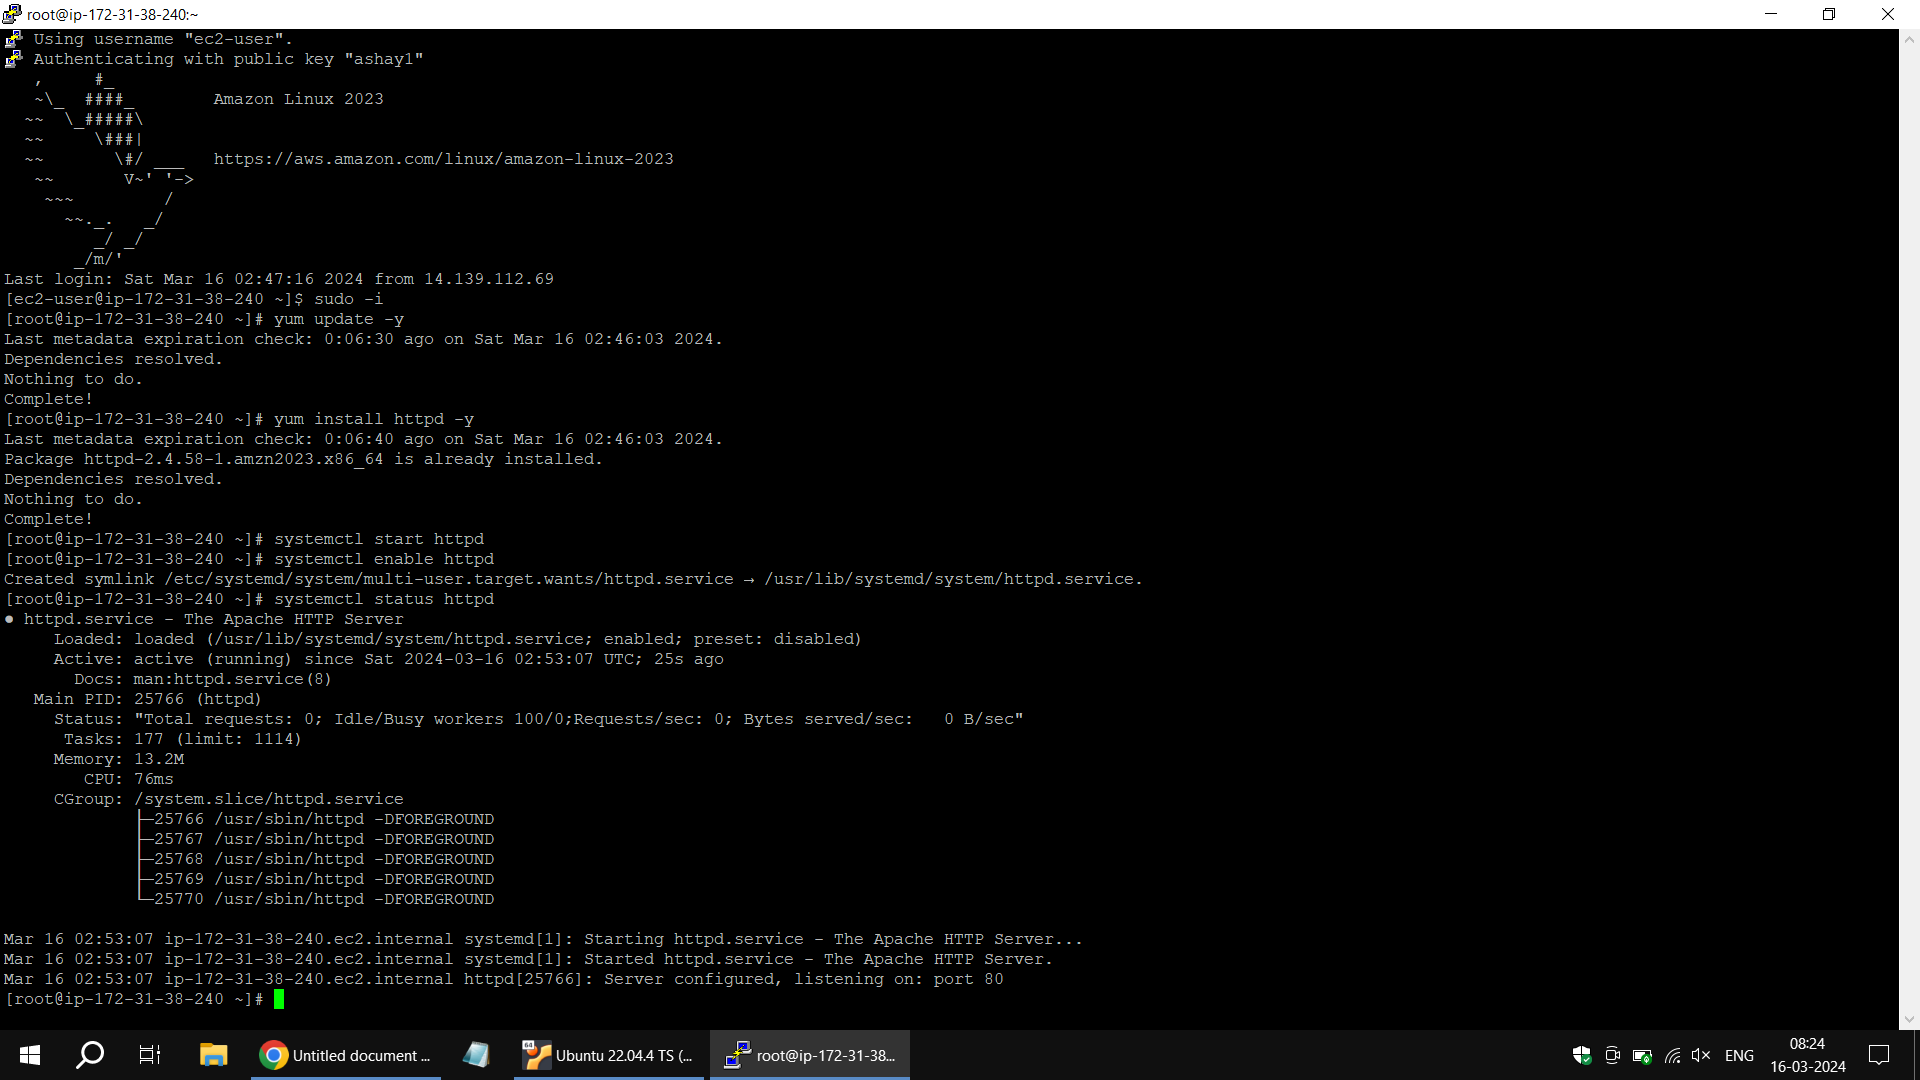 root@ip-172-31-38-240:~
Using username "ec2-user".
Authenticating with public key "ashay1"
   ,     #_
   ~\_  ####_        Amazon Linux 2023
  ~~  \_#####\
  ~~     \###|
  ~~       \#/ ___   https://aws.amazon.com/linux/amazon-linux-2023
   ~~       V~' '->
    ~~~         /
      ~~._.   _/
         _/ _/
       _/m/'
Last login: Sat Mar 16 02:47:16 2024 from 14.139.112.69
[ec2-user@ip-172-31-38-240 ~]$ sudo -i
[root@ip-172-31-38-240 ~]# yum update -y
Last metadata expiration check: 0:06:30 ago on Sat Mar 16 02:46:03 2024.
Dependencies resolved.
Nothing to do.
Complete!
[root@ip-172-31-38-240 ~]# yum install httpd -y
Last metadata expiration check: 0:06:40 ago on Sat Mar 16 02:46:03 2024.
Package httpd-2.4.58-1.amzn2023.x86_64 is already installed.
Dependencies resolved.
Nothing to do.
Complete!
[root@ip-172-31-38-240 ~]# systemctl start httpd
[root@ip-172-31-38-240 ~]# systemctl enable httpd
Created symlink /etc/systemd/system/multi-user.target.wants/httpd.service → /usr/lib/systemd/system/httpd.service.
[root@ip-172-31-38-240 ~]# systemctl status httpd
● httpd.service - The Apache HTTP Server
     Loaded: loaded (/usr/lib/systemd/system/httpd.service; enabled; preset: disabled)
     Active: active (running) since Sat 2024-03-16 02:53:07 UTC; 25s ago
       Docs: man:httpd.service(8)
   Main PID: 25766 (httpd)
     Status: "Total requests: 0; Idle/Busy workers 100/0;Requests/sec: 0; Bytes served/sec:   0 B/sec"
      Tasks: 177 (limit: 1114)
     Memory: 13.2M
        CPU: 76ms
     CGroup: /system.slice/httpd.service
             ├─25766 /usr/sbin/httpd -DFOREGROUND
             ├─25767 /usr/sbin/httpd -DFOREGROUND
             ├─25768 /usr/sbin/httpd -DFOREGROUND
             ├─25769 /usr/sbin/httpd -DFOREGROUND
             └─25770 /usr/sbin/httpd -DFOREGROUND
Mar 16 02:53:07 ip-172-31-38-240.ec2.internal systemd[1]: Starting httpd.service - The Apache HTTP Server...
Mar 16 02:53:07 ip-172-31-38-240.ec2.internal systemd[1]: Started httpd.service - The Apache HTTP Server.
Mar 16 02:53:07 ip-172-31-38-240.ec2.internal httpd[25766]: Server configured, listening on: port 80
[root@ip-172-31-38-240 ~]#
Untitled document ...
64
Ubuntu 22.04.4 TS (...
root@ip-172-31-38...
ENG
08:24
16-03-2024